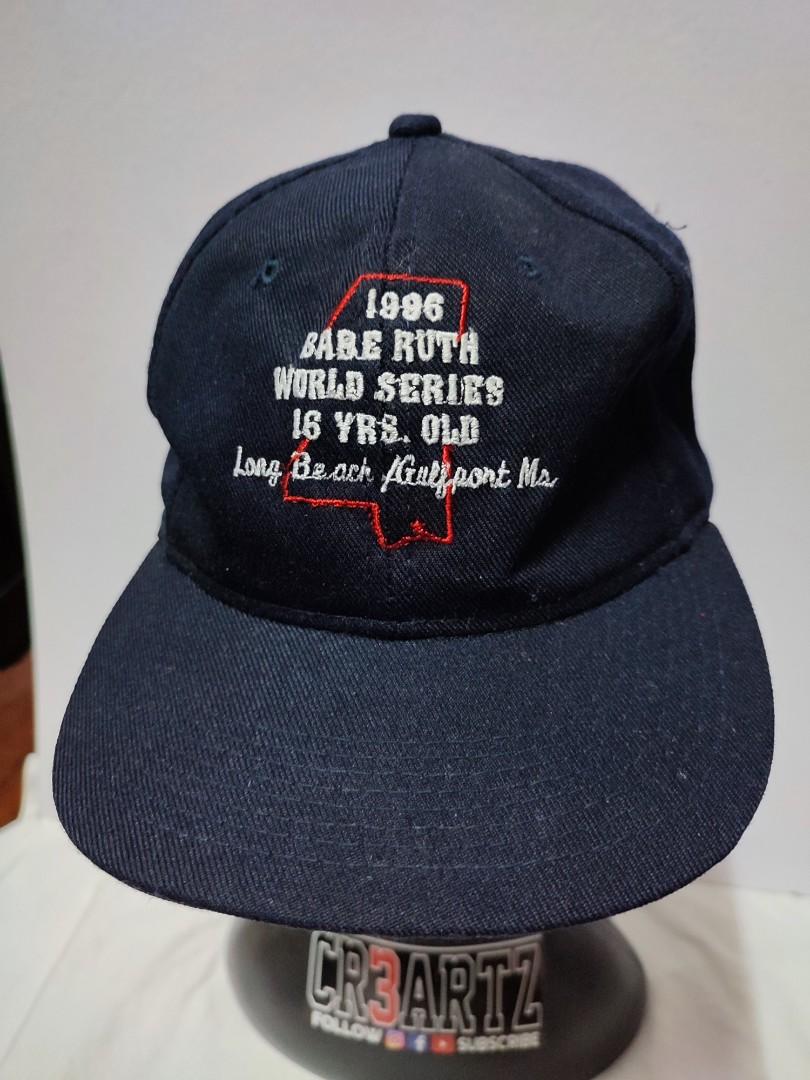 1996
BABE RUTH
WORLD SERIES
16 YRS. OLD
Long Beach /Gulfport Ms.
CR3ARTZ
FOLLOW SUBSCRIBE